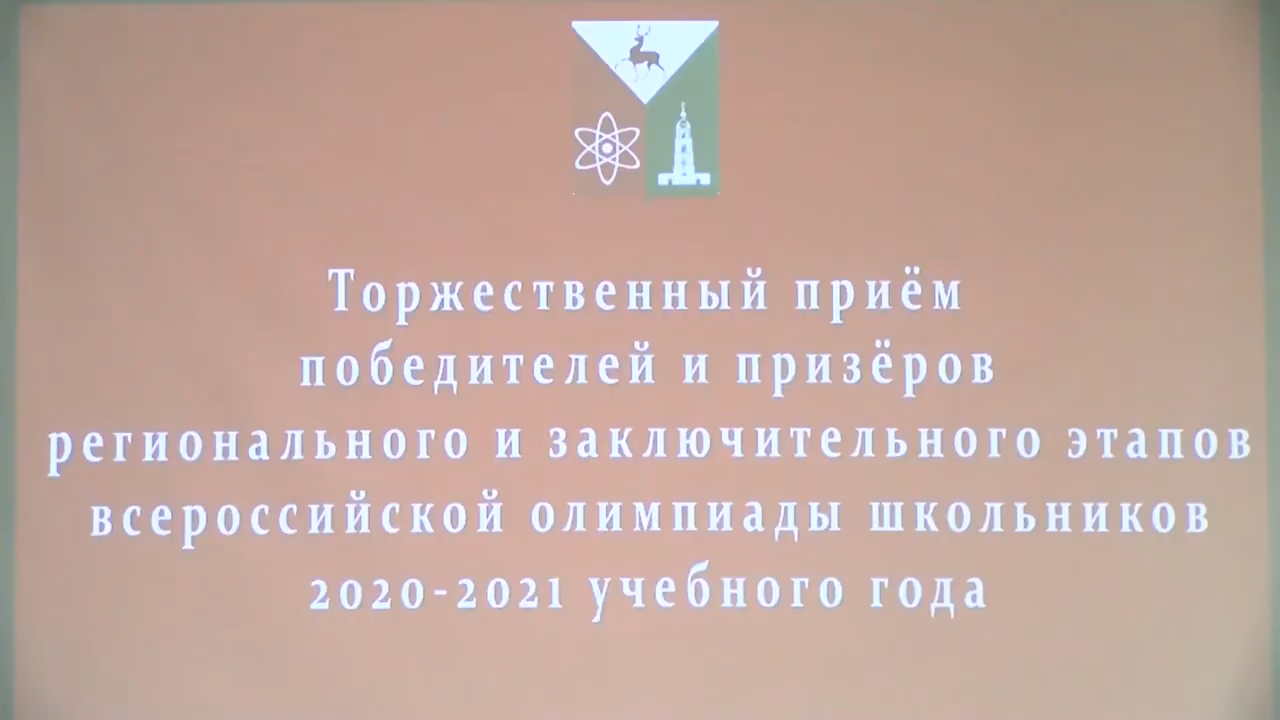 Торжественный приём
победителей и призёров
регионального и заключительного этапов
всероссийской олимпиады школьников
2020-2021 учебного года